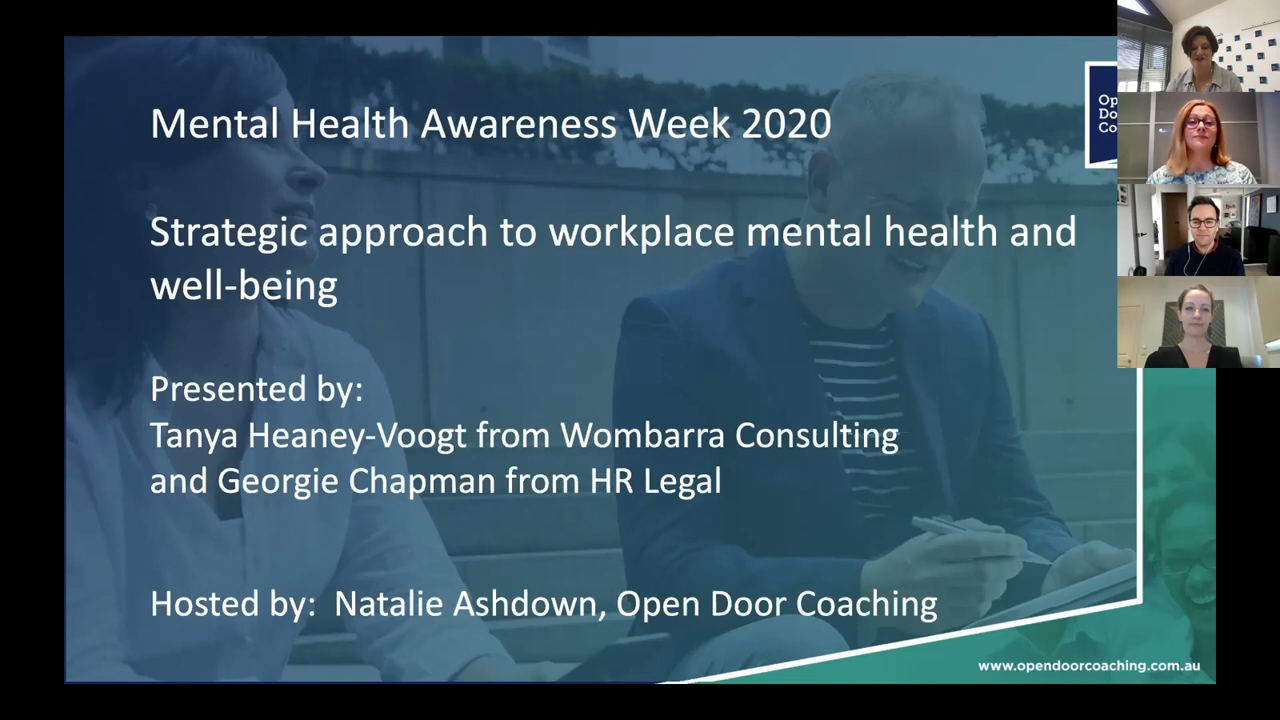 Mental Health Awareness Week 2020
Strategic approach to workplace mental health and
well-being
Presented by:
Tanya Heaney-Voogt from Wombarra Consulting
and Georgie Chapman from HR Legal
Hosted by: Natalie Ashdown, Open Door Coaching
www.opendoorcoaching.com.au